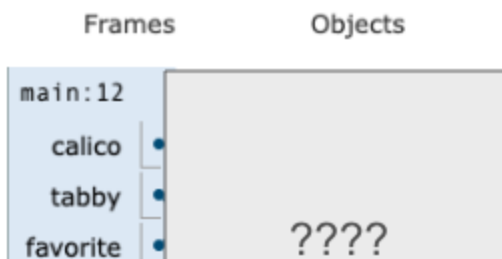 Frames Objects
main:12
calico
tabby
favorite ????